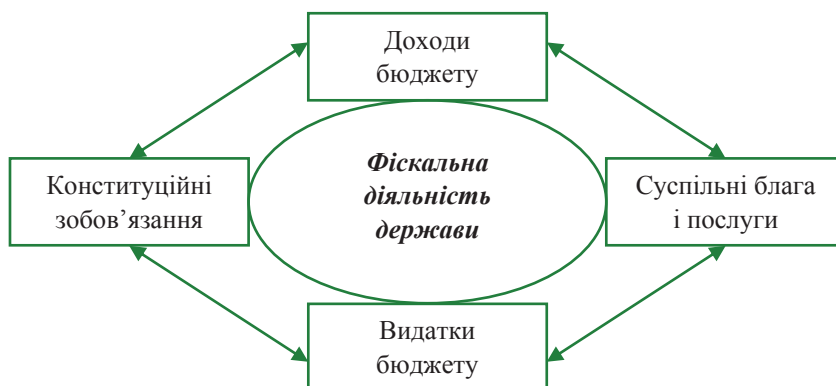 Доходи
бюджету
Конституційні
зобов’язання
Фіскальна
діяльність
держави
Суспільні блага
і послуги
Видатки
бюджету